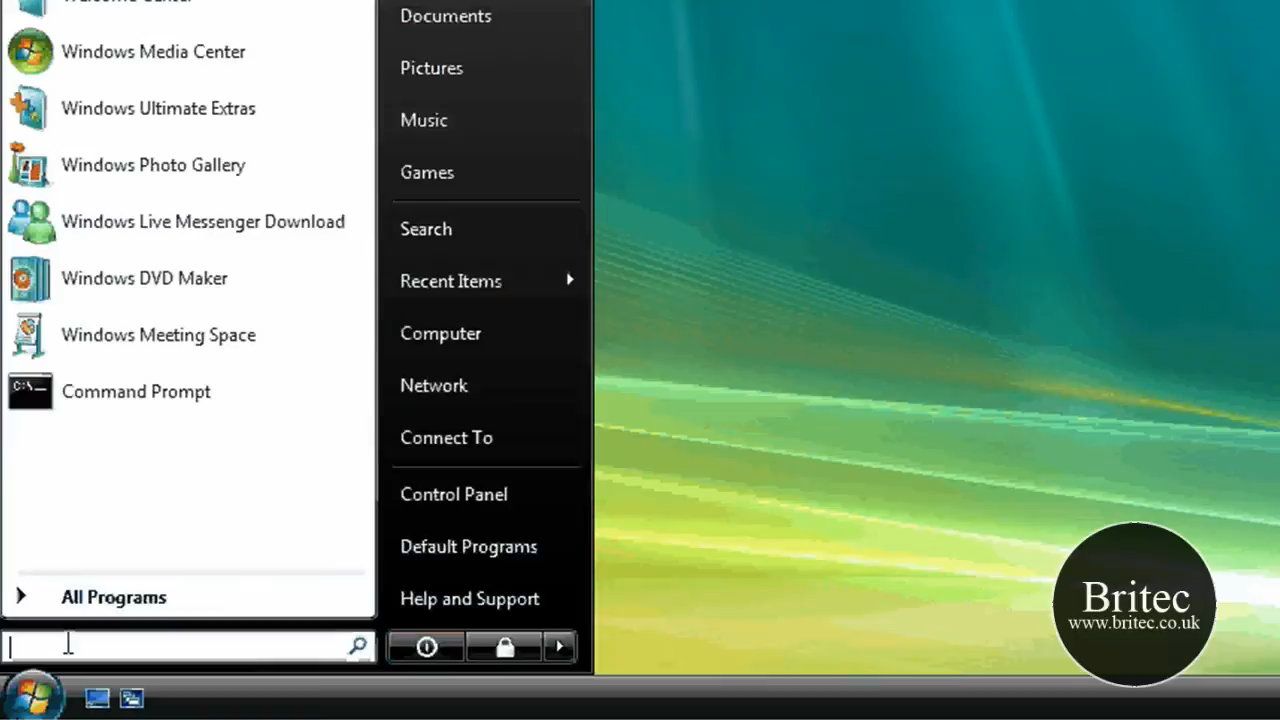 Windows Media Center
Windows Ultimate Extras
Windows Photo Gallery
Windows Live Messenger Download
Windows DVD Maker
Windows Meeting Space
Command Prompt
All Programs
Documents
Pictures
Music
Games
Search
Recent Items
Computer
Network
Connect To
Control Panel
Default Programs
Help and Support
Britec
www.britec.co.uk